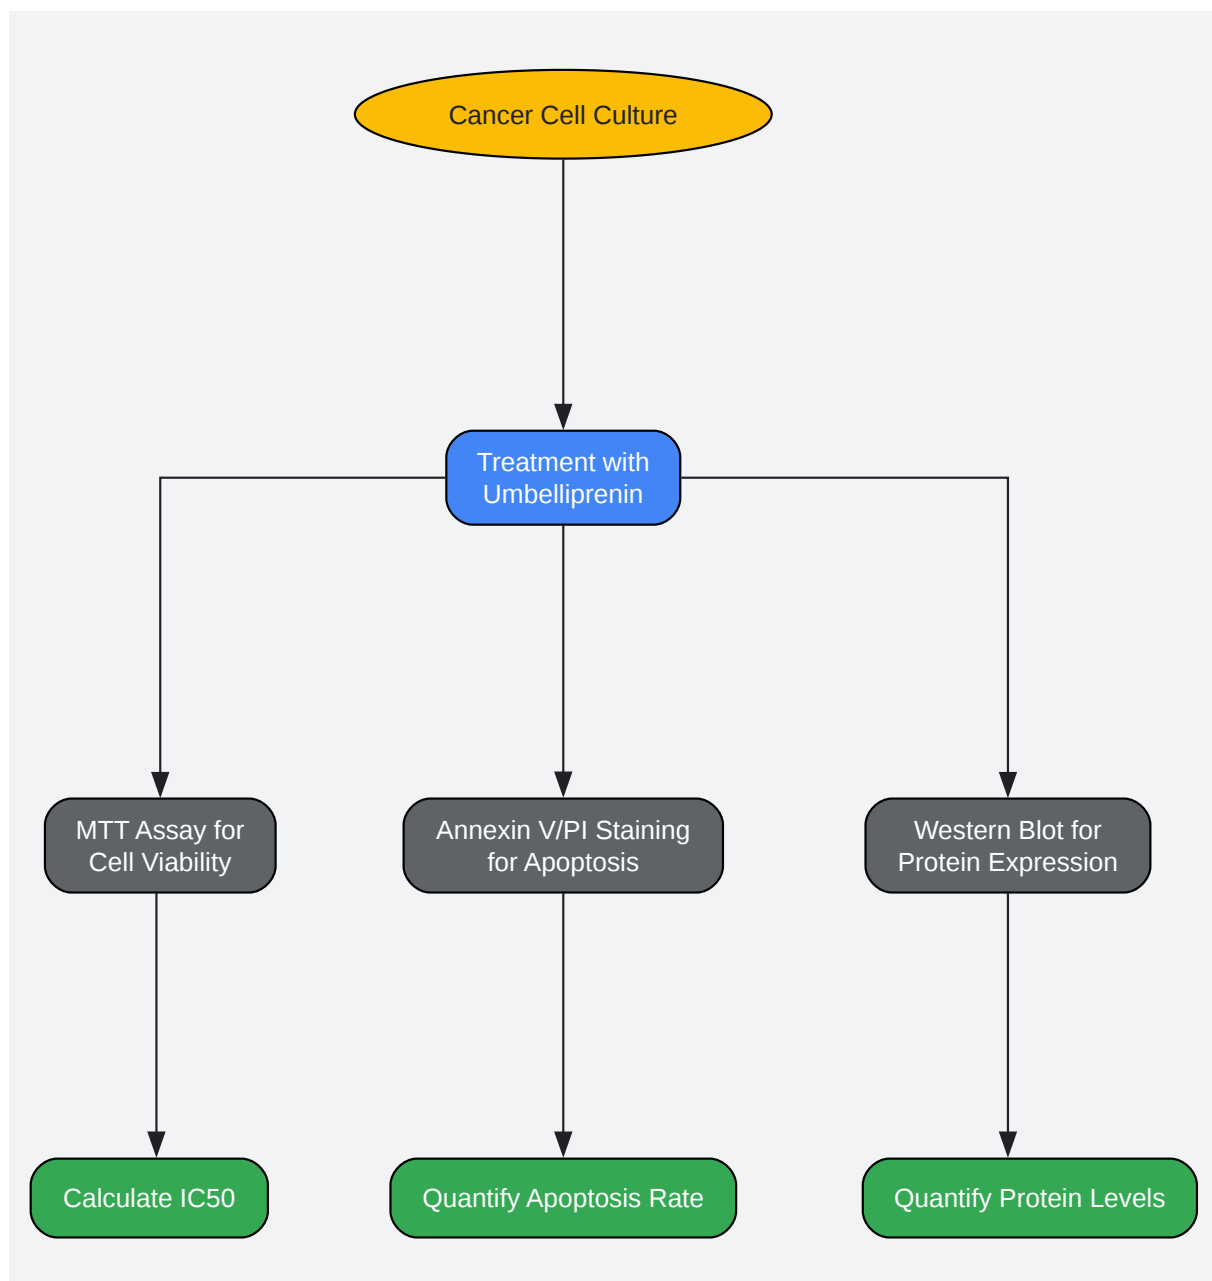 Cancer Cell Culture
Treatment with
Umbelliprenin
MTT Assay for
Cell Viability
Annexin V/PI Staining
for Apoptosis
Western Blot for
Protein Expression
Calculate IC50
Quantify Apoptosis Rate
Quantify Protein Levels